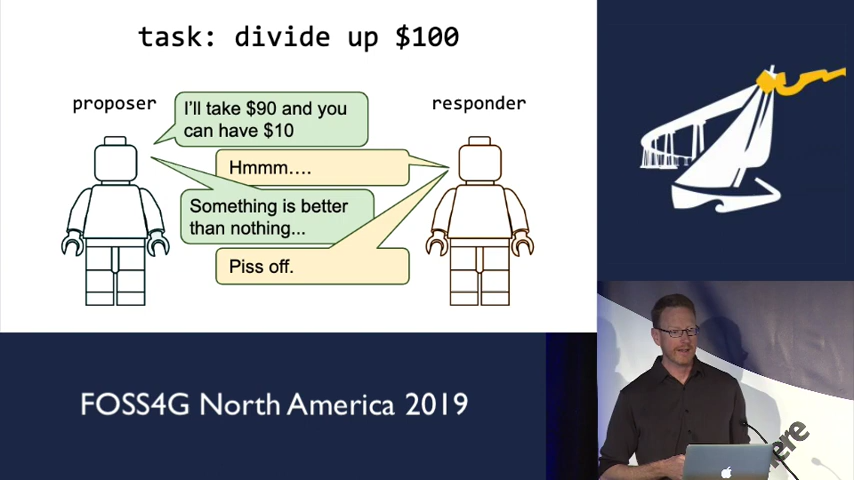 task: divide up $100
proposer
responder
I'll take $90 and you
can have $10
Hmmm....
Something is better
than nothing...
Piss off.
FOSS4G North America 2019
here